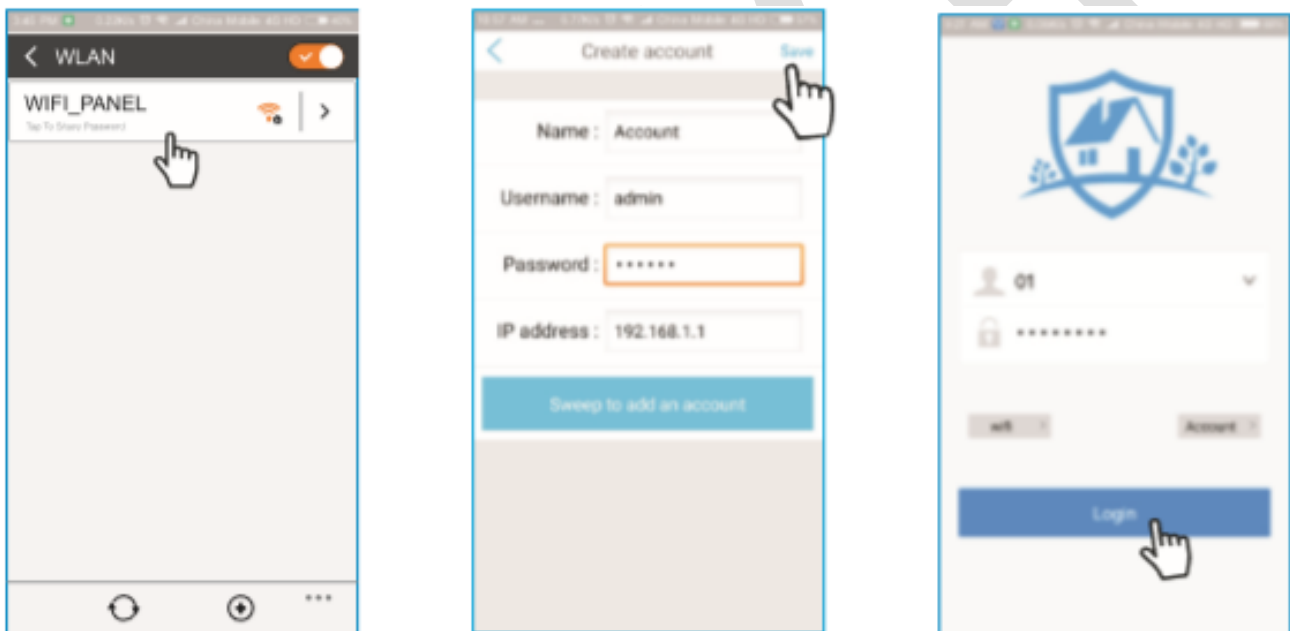 WLAN
WIFI_PANEL
Tap To Share Password
Create account
Save
Name : Account
Username : admin
Password : ••••••
IP address : 192.168.1.1
Sweep to add an account
01
••••••••
wifi
Account
Login